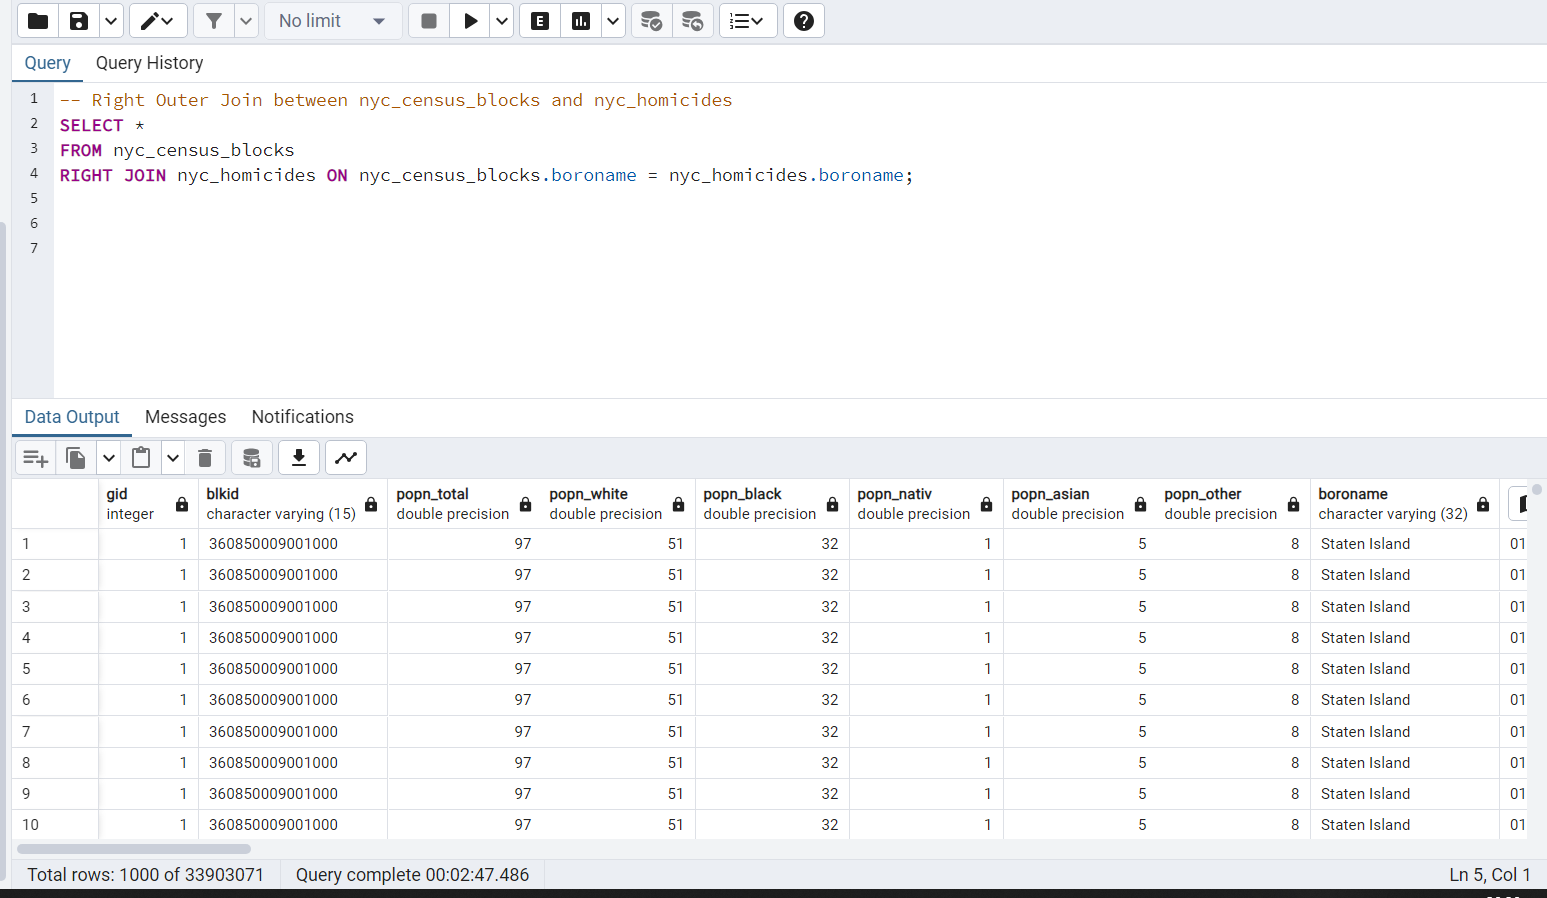 No limit
E
Query Query History
1 -- Right Outer Join between nyc_census_blocks and nyc_homicides
2 SELECT *
3 FROM nyc_census_blocks
4 RIGHT JOIN nyc_homicides ON nyc_census_blocks.boroname = nyc_homicides.boroname;
5
6
7
Data Output Messages Notifications
gid blkid popn_total popn_white popn_black popn_nativ popn_asian popn_other boroname
integer character varying (15) double precision double precision double precision double precision double precision double precision character varying (32)
1 1 360850009001000 97 51 32 1 5 8 Staten Island 01
2 1 360850009001000 97 51 32 1 5 8 Staten Island 01
3 1 360850009001000 97 51 32 1 5 8 Staten Island 01
4 1 360850009001000 97 51 32 1 5 8 Staten Island 01
5 1 360850009001000 97 51 32 1 5 8 Staten Island 01
6 1 360850009001000 97 51 32 1 5 8 Staten Island 01
7 1 360850009001000 97 51 32 1 5 8 Staten Island 01
8 1 360850009001000 97 51 32 1 5 8 Staten Island 01
9 1 360850009001000 97 51 32 1 5 8 Staten Island 01
10 1 360850009001000 97 51 32 1 5 8 Staten Island 01
Total rows: 1000 of 33903071 Query complete 00:02:47.486 Ln 5, Col 1